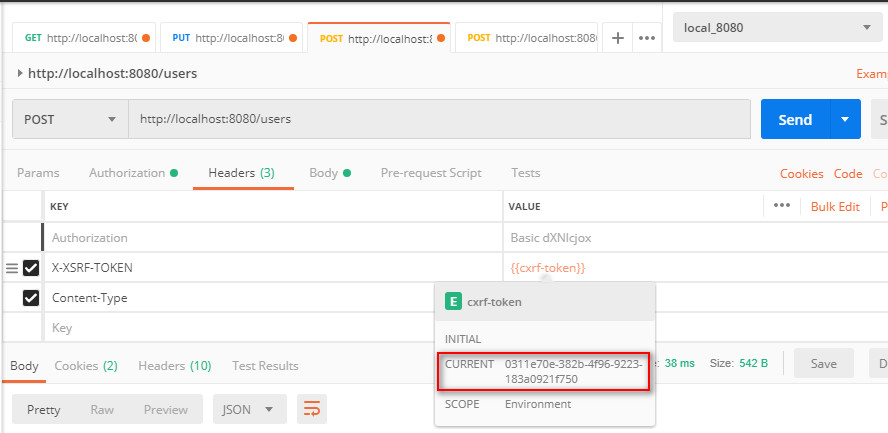 GET http://localhost:80
PUT http://localhost:80
POST http://localhost:8
POST http://localhost:808
+
•••
local_8080
http://localhost:8080/users
Examp
POST
http://localhost:8080/users
Send
S
Params
Authorization
Headers (3)
Body
Pre-request Script
Tests
Cookies
Code
Co
KEY
VALUE
•••
Bulk Edit
P
Authorization
Basic dXNlcjox
X-XSRF-TOKEN
{{cxrf-token}}
Content-Type
Key
E cxrf-token
INITIAL
CURRENT 0311e70e-382b-4f96-9223-
183a0921f750
SCOPE Environment
Body
Cookies (2)
Headers (10)
Test Results
38 ms
Size: 542 B
Save
D
Pretty
Raw
Preview
JSON